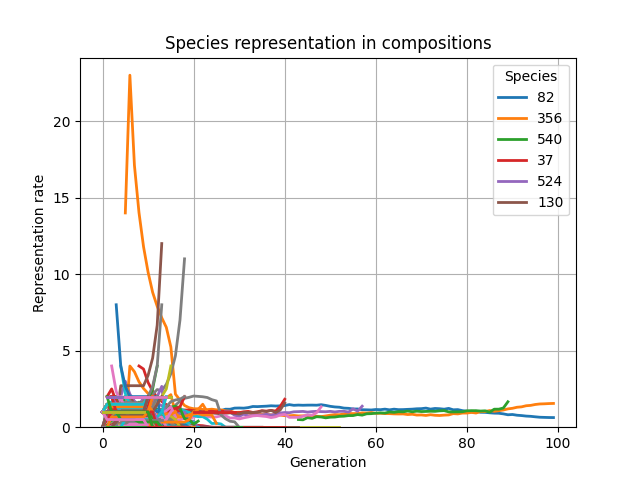 Species representation in compositions
Species
82
356
540
37
524
130
Representation rate
20
15
10
5
0
0 20 40 60 80 100
Generation